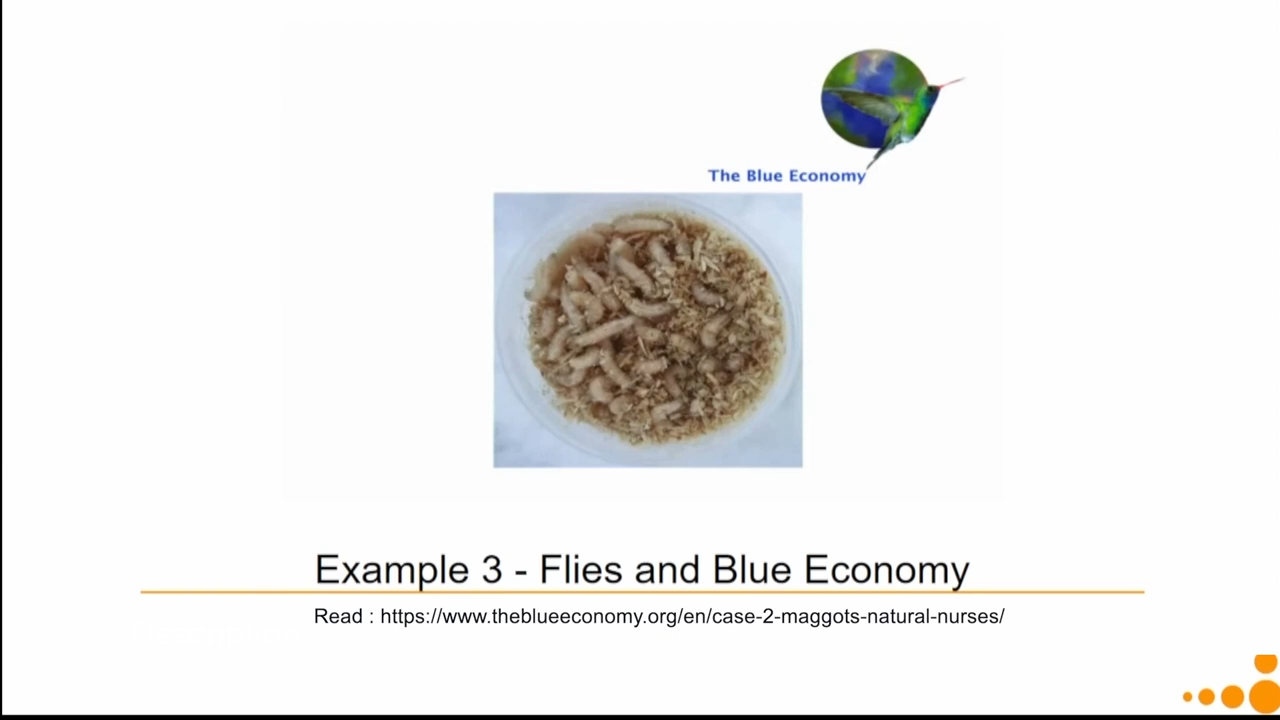 The Blue Economy
Example 3 - Flies and Blue Economy
Read : https://www.theblueeconomy.org/en/case-2-maggots-natural-nurses/